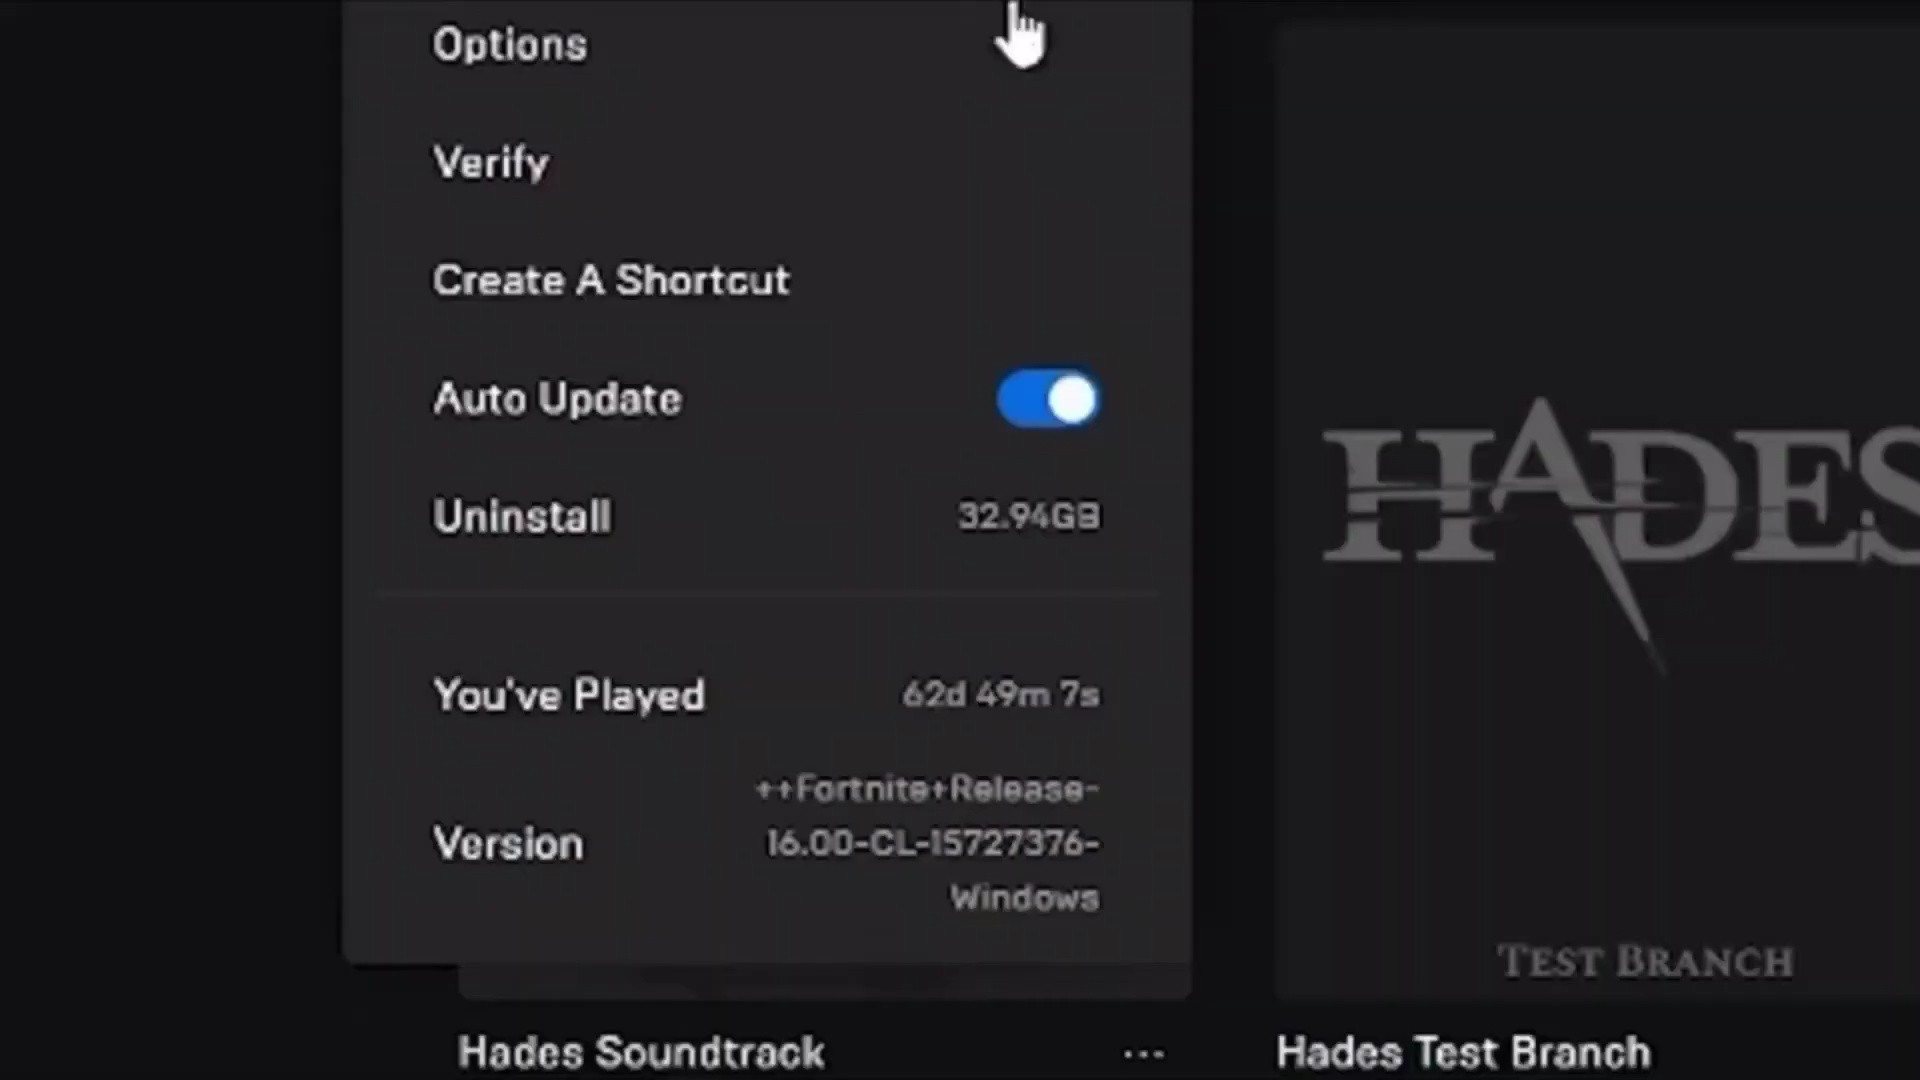 Options
Verify
Create A Shortcut
Auto Update
Uninstall 32.94GB
You've Played 62d 49m 7s
Version ++Fortnite+Release-
16.00-CL-15727376-
Windows
HADES
TEST BRANCH
Hades Soundtrack ...
Hades Test Branch